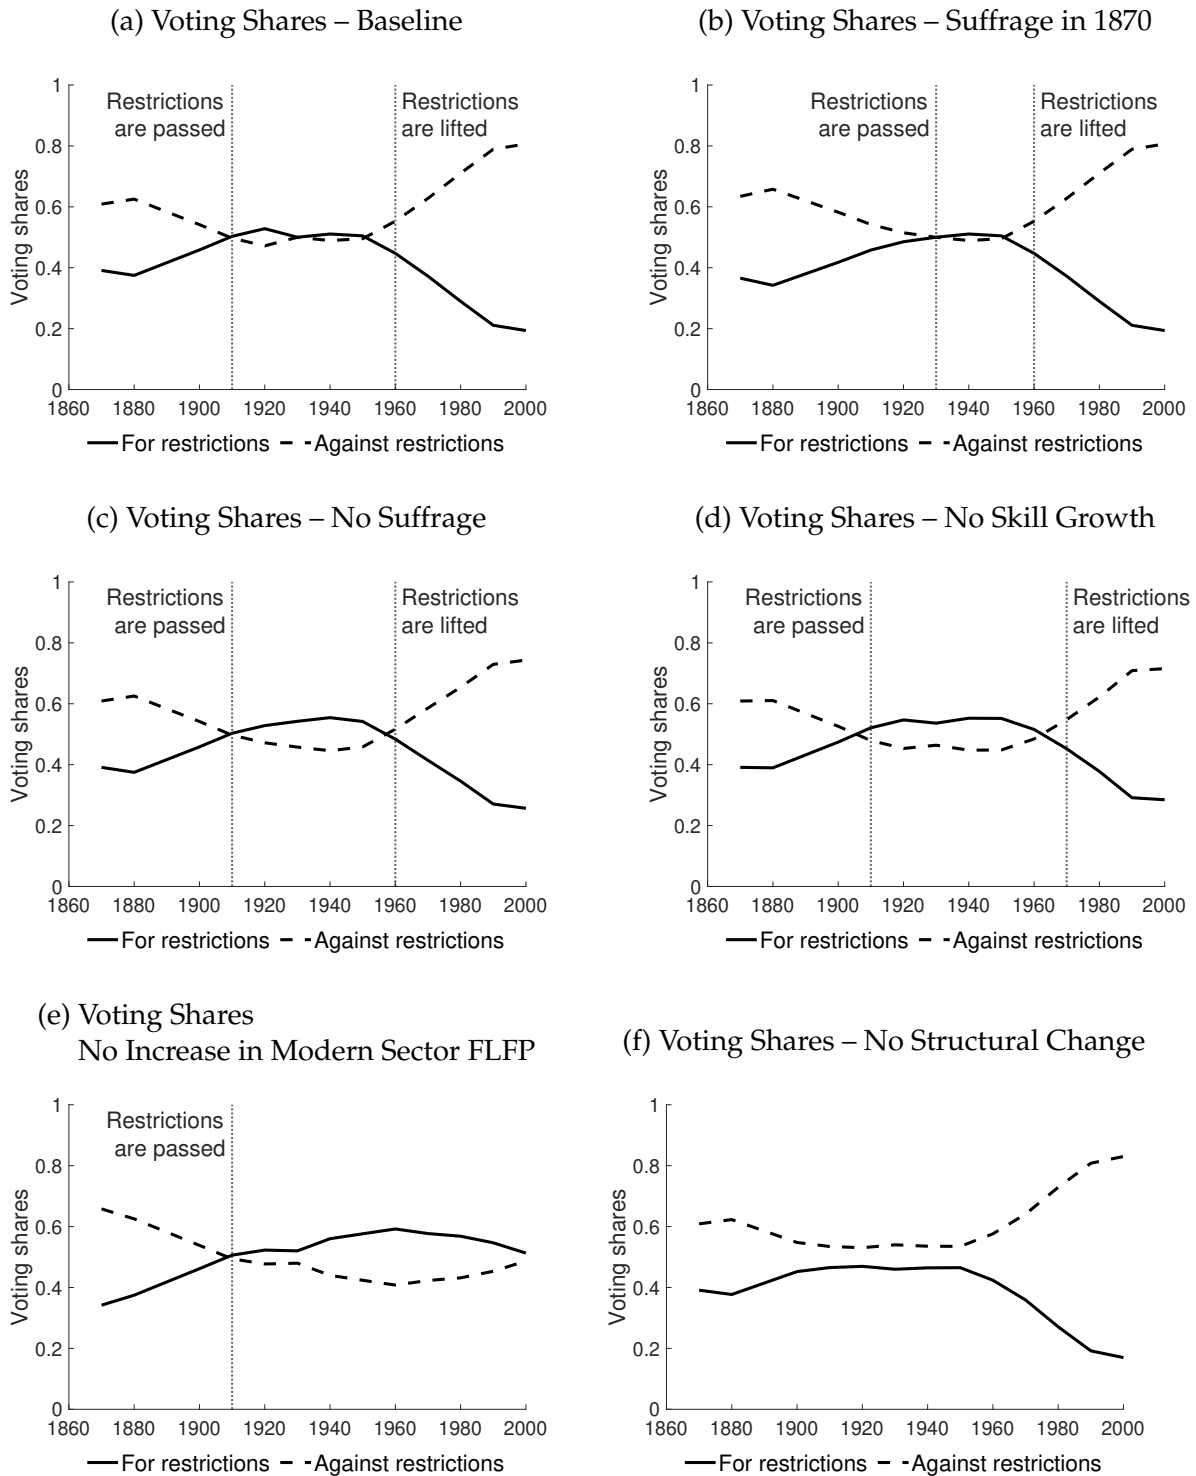 (a) Voting Shares – Baseline
Restrictions
are passed
Restrictions
are lifted
Voting shares
1
0.8
0.6
0.4
0.2
0
1860 1880 1900 1920 1940 1960 1980 2000
For restrictions Against restrictions
(b) Voting Shares – Suffrage in 1870
Restrictions
are passed
Restrictions
are lifted
Voting shares
1
0.8
0.6
0.4
0.2
0
1860 1880 1900 1920 1940 1960 1980 2000
For restrictions Against restrictions
(c) Voting Shares – No Suffrage
Restrictions
are passed
Restrictions
are lifted
Voting shares
1
0.8
0.6
0.4
0.2
0
1860 1880 1900 1920 1940 1960 1980 2000
For restrictions Against restrictions
(d) Voting Shares – No Skill Growth
Restrictions
are passed
Restrictions
are lifted
Voting shares
1
0.8
0.6
0.4
0.2
0
1860 1880 1900 1920 1940 1960 1980 2000
For restrictions Against restrictions
(e) Voting Shares
No Increase in Modern Sector FLFP
Restrictions
are passed
Voting shares
1
0.8
0.6
0.4
0.2
0
1860 1880 1900 1920 1940 1960 1980 2000
For restrictions Against restrictions
(f) Voting Shares – No Structural Change
Voting shares
1
0.8
0.6
0.4
0.2
0
1860 1880 1900 1920 1940 1960 1980 2000
For restrictions Against restrictions